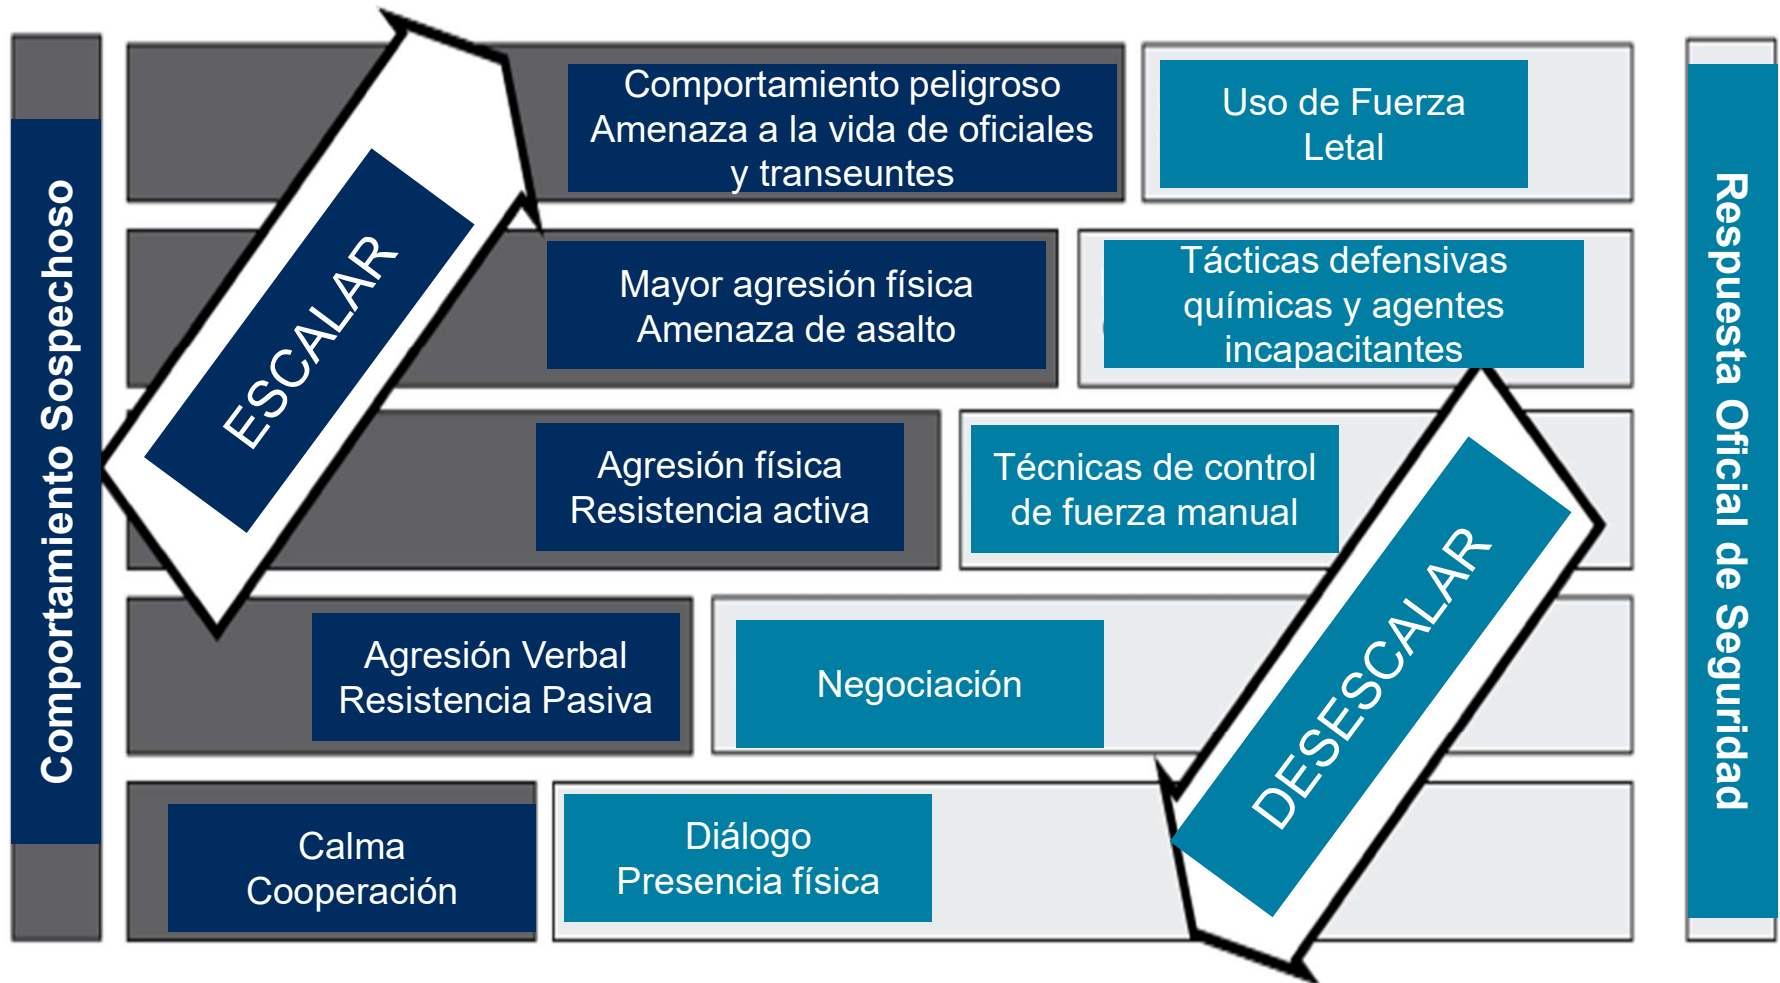 Comportamiento Sospechoso
ESCALAR
Comportamiento peligroso
Amenaza a la vida de oficiales
y transeuntes
Uso de Fuerza
Letal
Mayor agresión física
Amenaza de asalto
Tácticas defensivas
químicas y agentes
incapacitantes
Agresión física
Resistencia activa
Técnicas de control
de fuerza manual
Agresión Verbal
Resistencia Pasiva
Negociación
Calma
Cooperación
Diálogo
Presencia física
DESESCALAR
Respuesta Oficial de Seguridad